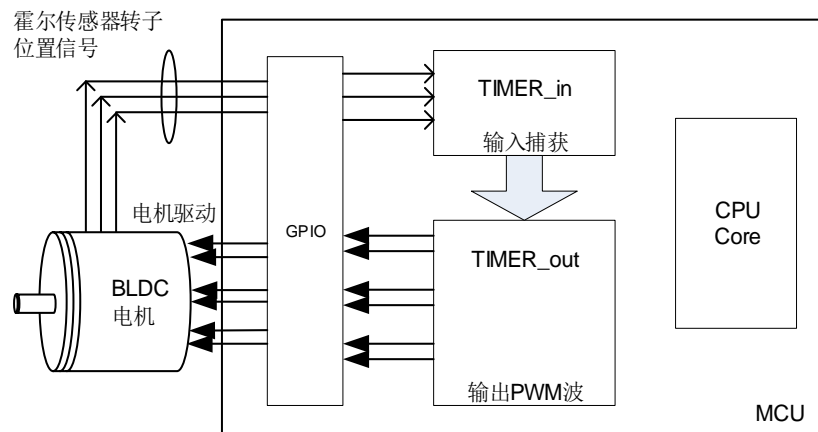 霍尔传感器转子
位置信号
TIMER_in
输入捕获
CPU
Core
电机驱动
GPIO
TIMER_out
BLDC
电机
输出PWM波
MCU